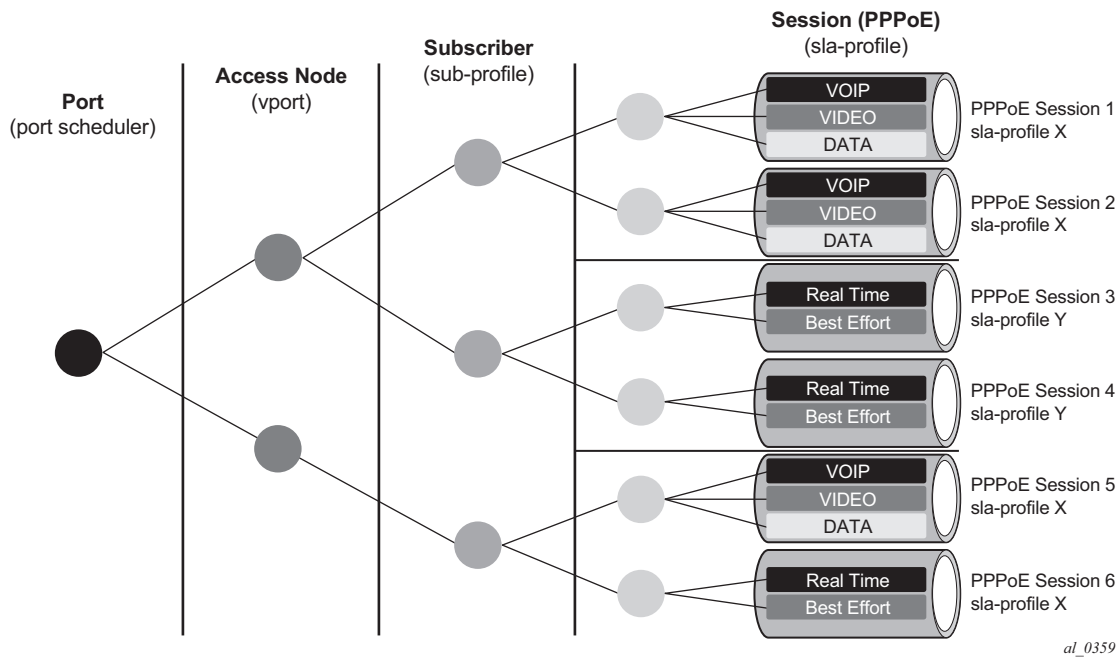 Port
(port scheduler)
Access Node
(vport)
Subscriber
(sub-profile)
Session (PPPoE)
(sla-profile)
VOIP
VIDEO
DATA
PPPoE Session 1
sla-profile X
VOIP
VIDEO
DATA
PPPoE Session 2
sla-profile X
Real Time
Best Effort
PPPoE Session 3
sla-profile Y
Real Time
Best Effort
PPPoE Session 4
sla-profile Y
VOIP
VIDEO
DATA
PPPoE Session 5
sla-profile X
Real Time
Best Effort
PPPoE Session 6
sla-profile X
al_0359